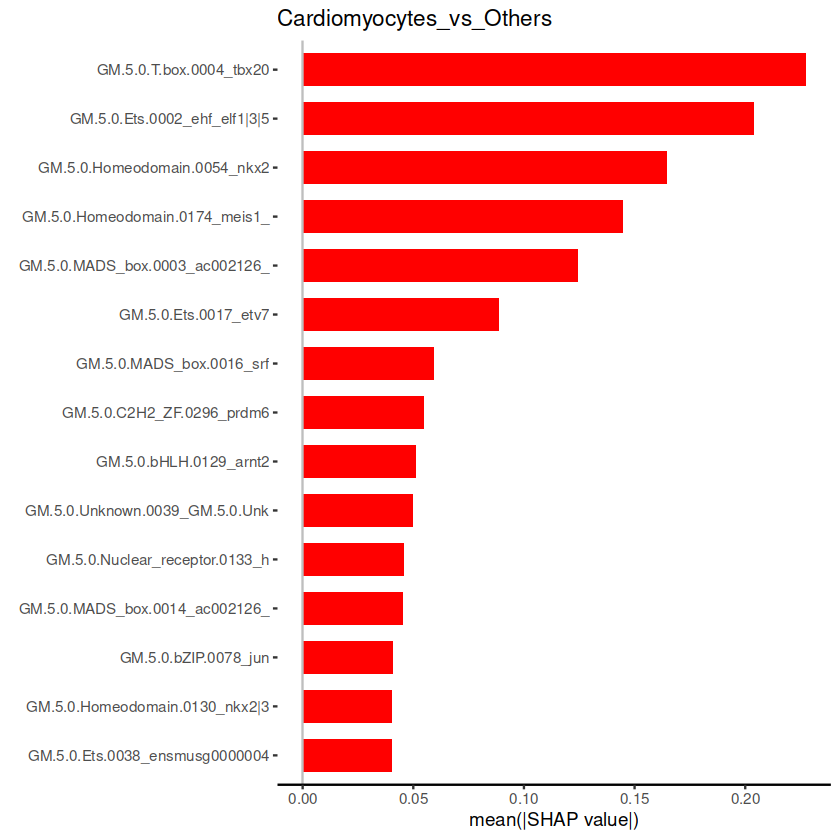 Cardiomyocytes_vs_Others
GM.5.0.T.box.0004_tbx20
GM.5.0.Ets.0002_ehf_elf1|3|5
GM.5.0.Homeodomain.0054_nkx2
GM.5.0.Homeodomain.0174_meis1_
GM.5.0.MADS_box.0003_ac002126_
GM.5.0.Ets.0017_etv7
GM.5.0.MADS_box.0016_srf
GM.5.0.C2H2_ZF.0296_prdm6
GM.5.0.bHLH.0129_arnt2
GM.5.0.Unknown.0039_GM.5.0.Unk
GM.5.0.Nuclear_receptor.0133_h
GM.5.0.MADS_box.0014_ac002126_
GM.5.0.bZIP.0078_jun
GM.5.0.Homeodomain.0130_nkx2|3
GM.5.0.Ets.0038_ensmusg0000004
0.00 0.05 0.10 0.15 0.20
mean(|SHAP value|)